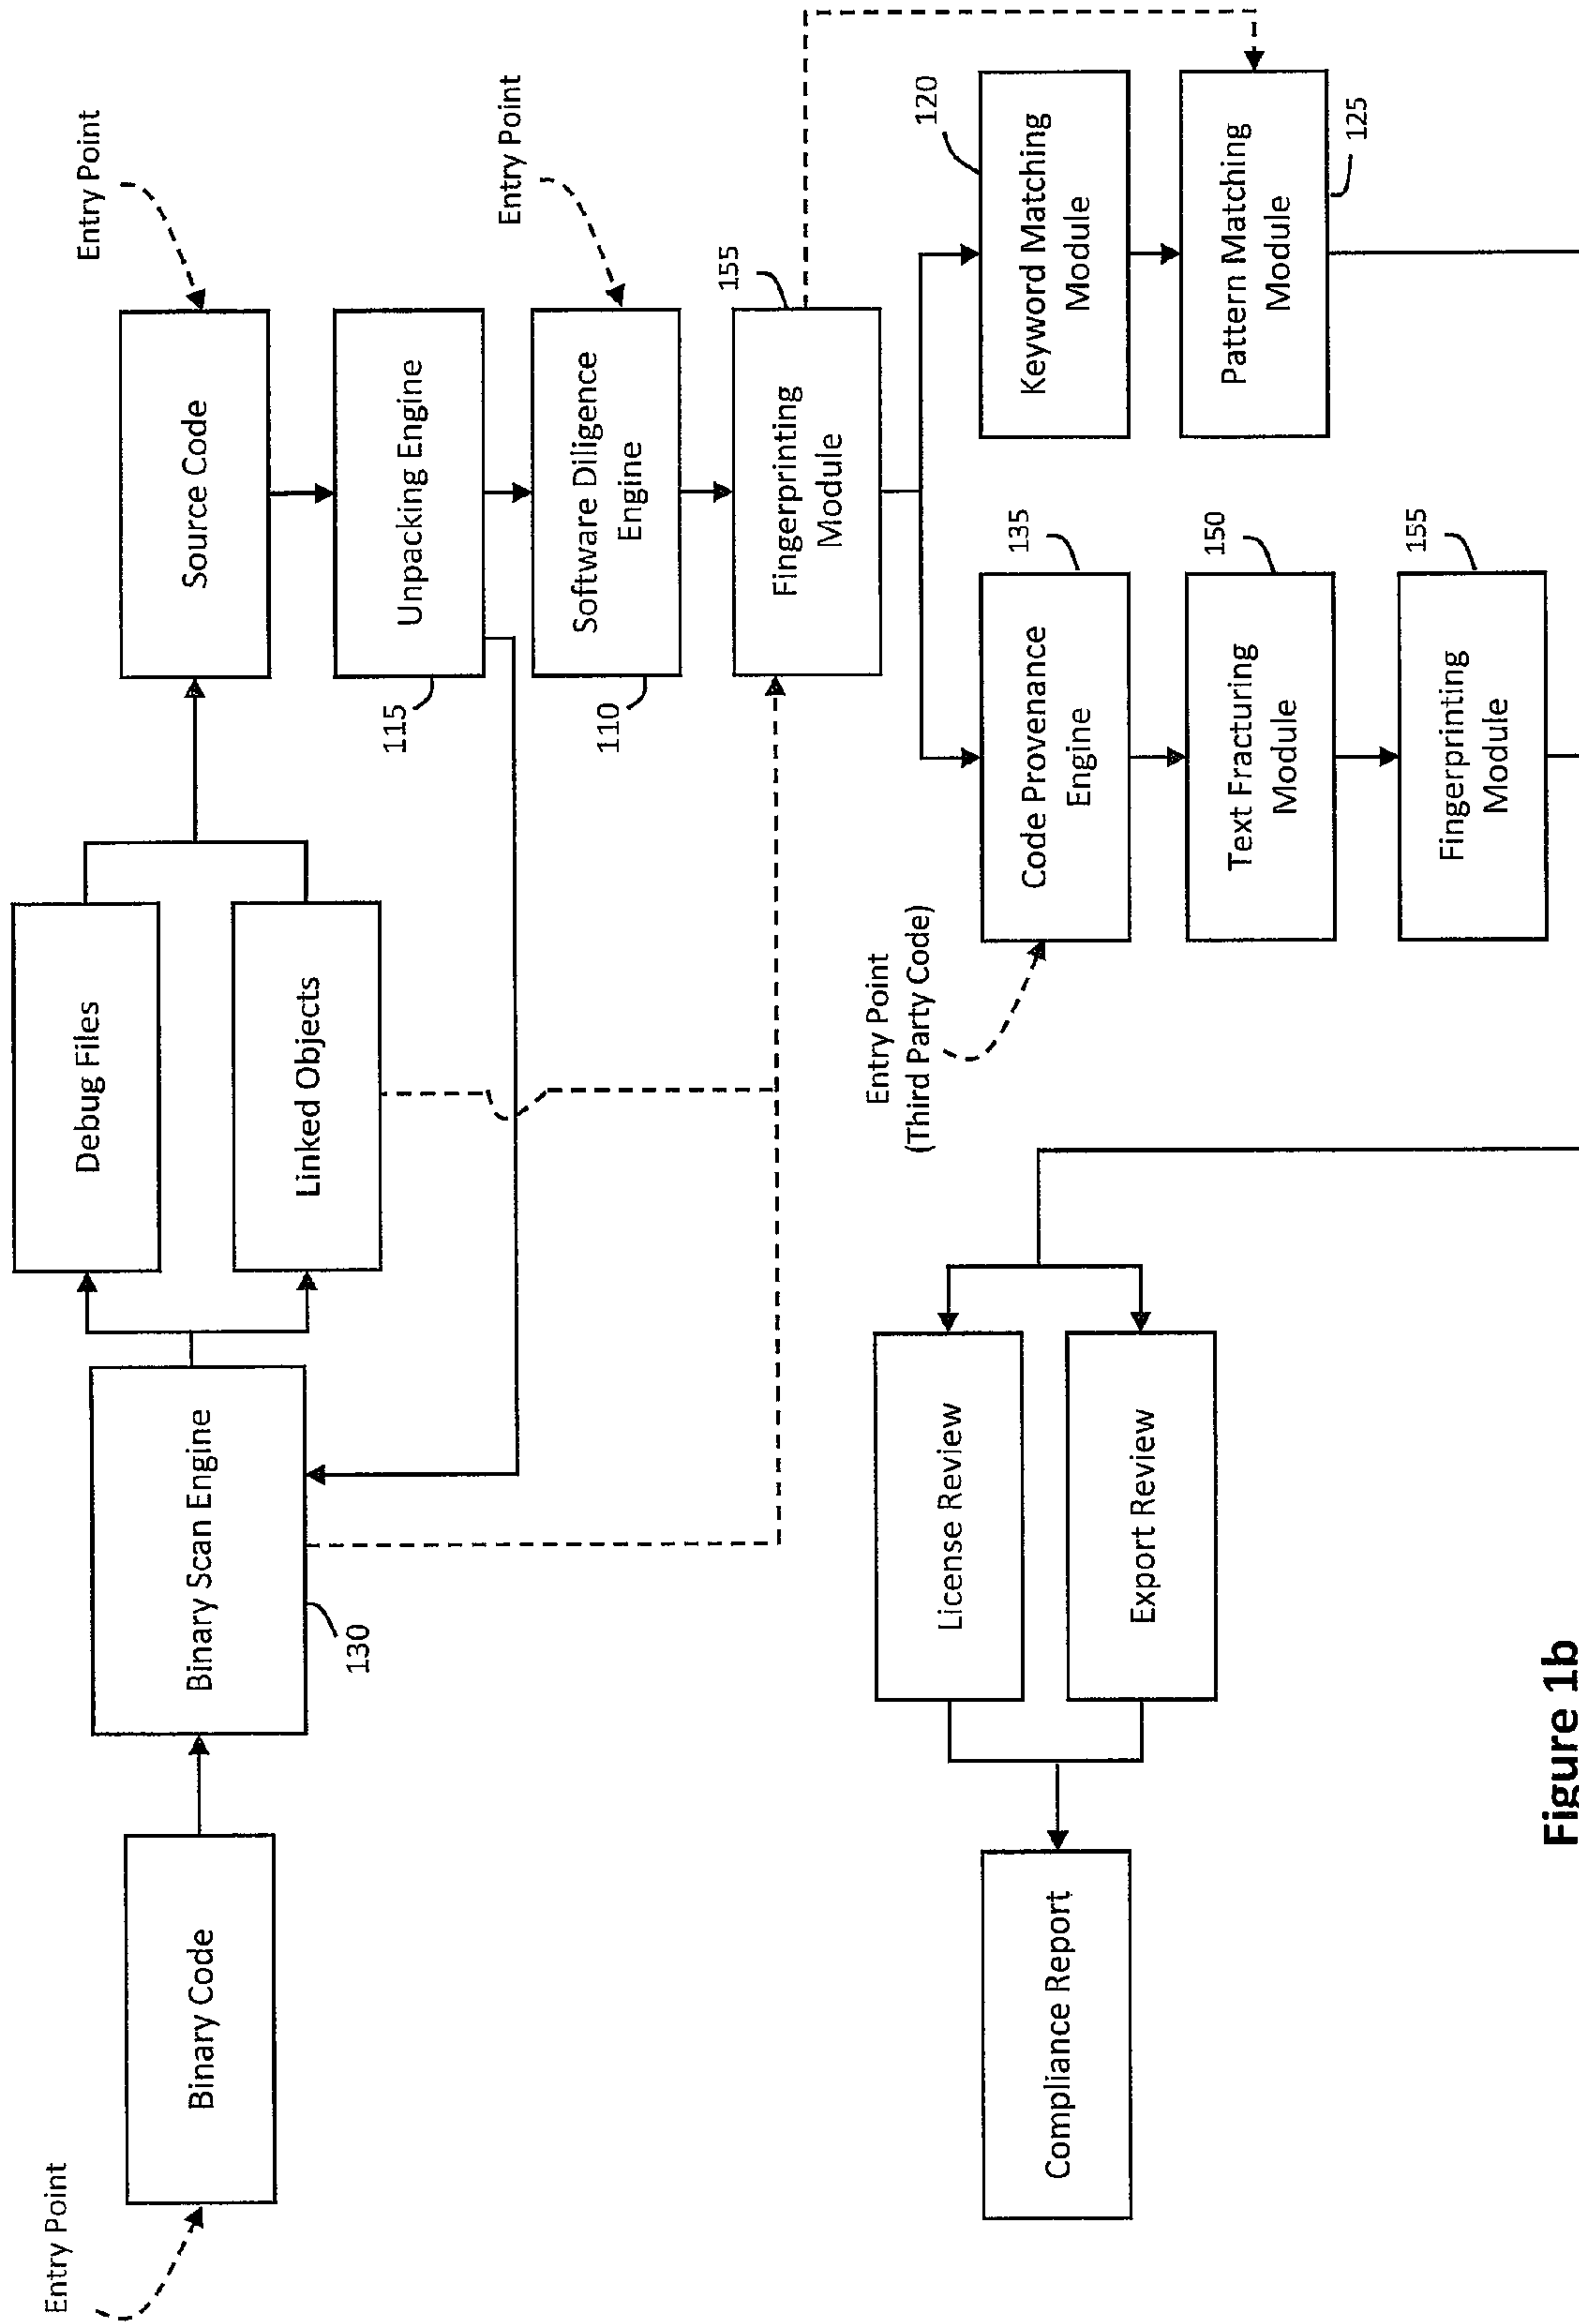 Entry Point
Binary Code
Binary Scan Engine
130
Debug Files
Linked Objects
Entry Point
Source Code
Unpacking Engine
115
Entry Point
Software Diligence
Engine
110
155
Fingerprinting
Module
120
Keyword Matching
Module
Pattern Matching
Module
125
Entry Point
(Third Party Code)
135
Code Provenance
Engine
150
Text Fracturing
Module
155
Fingerprinting
Module
License Review
Export Review
Compliance Report
Figure 1b